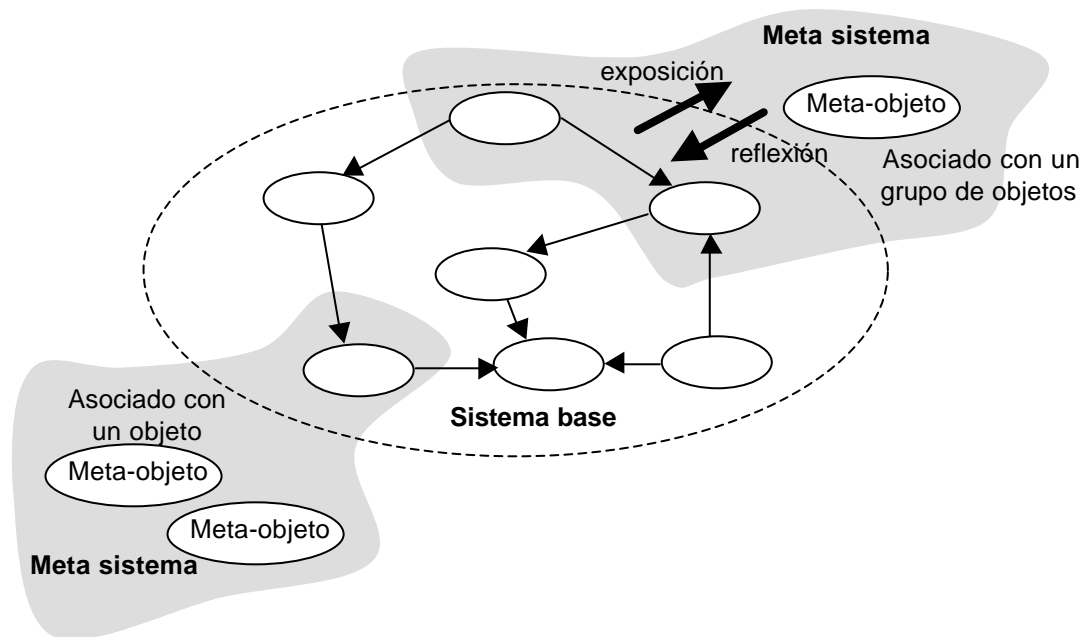 Meta sistema
exposición
Meta-objeto
reflexión
Asociado con un
grupo de objetos
Asociado con
un objeto
Sistema base
Meta-objeto
Meta-objeto
Meta sistema